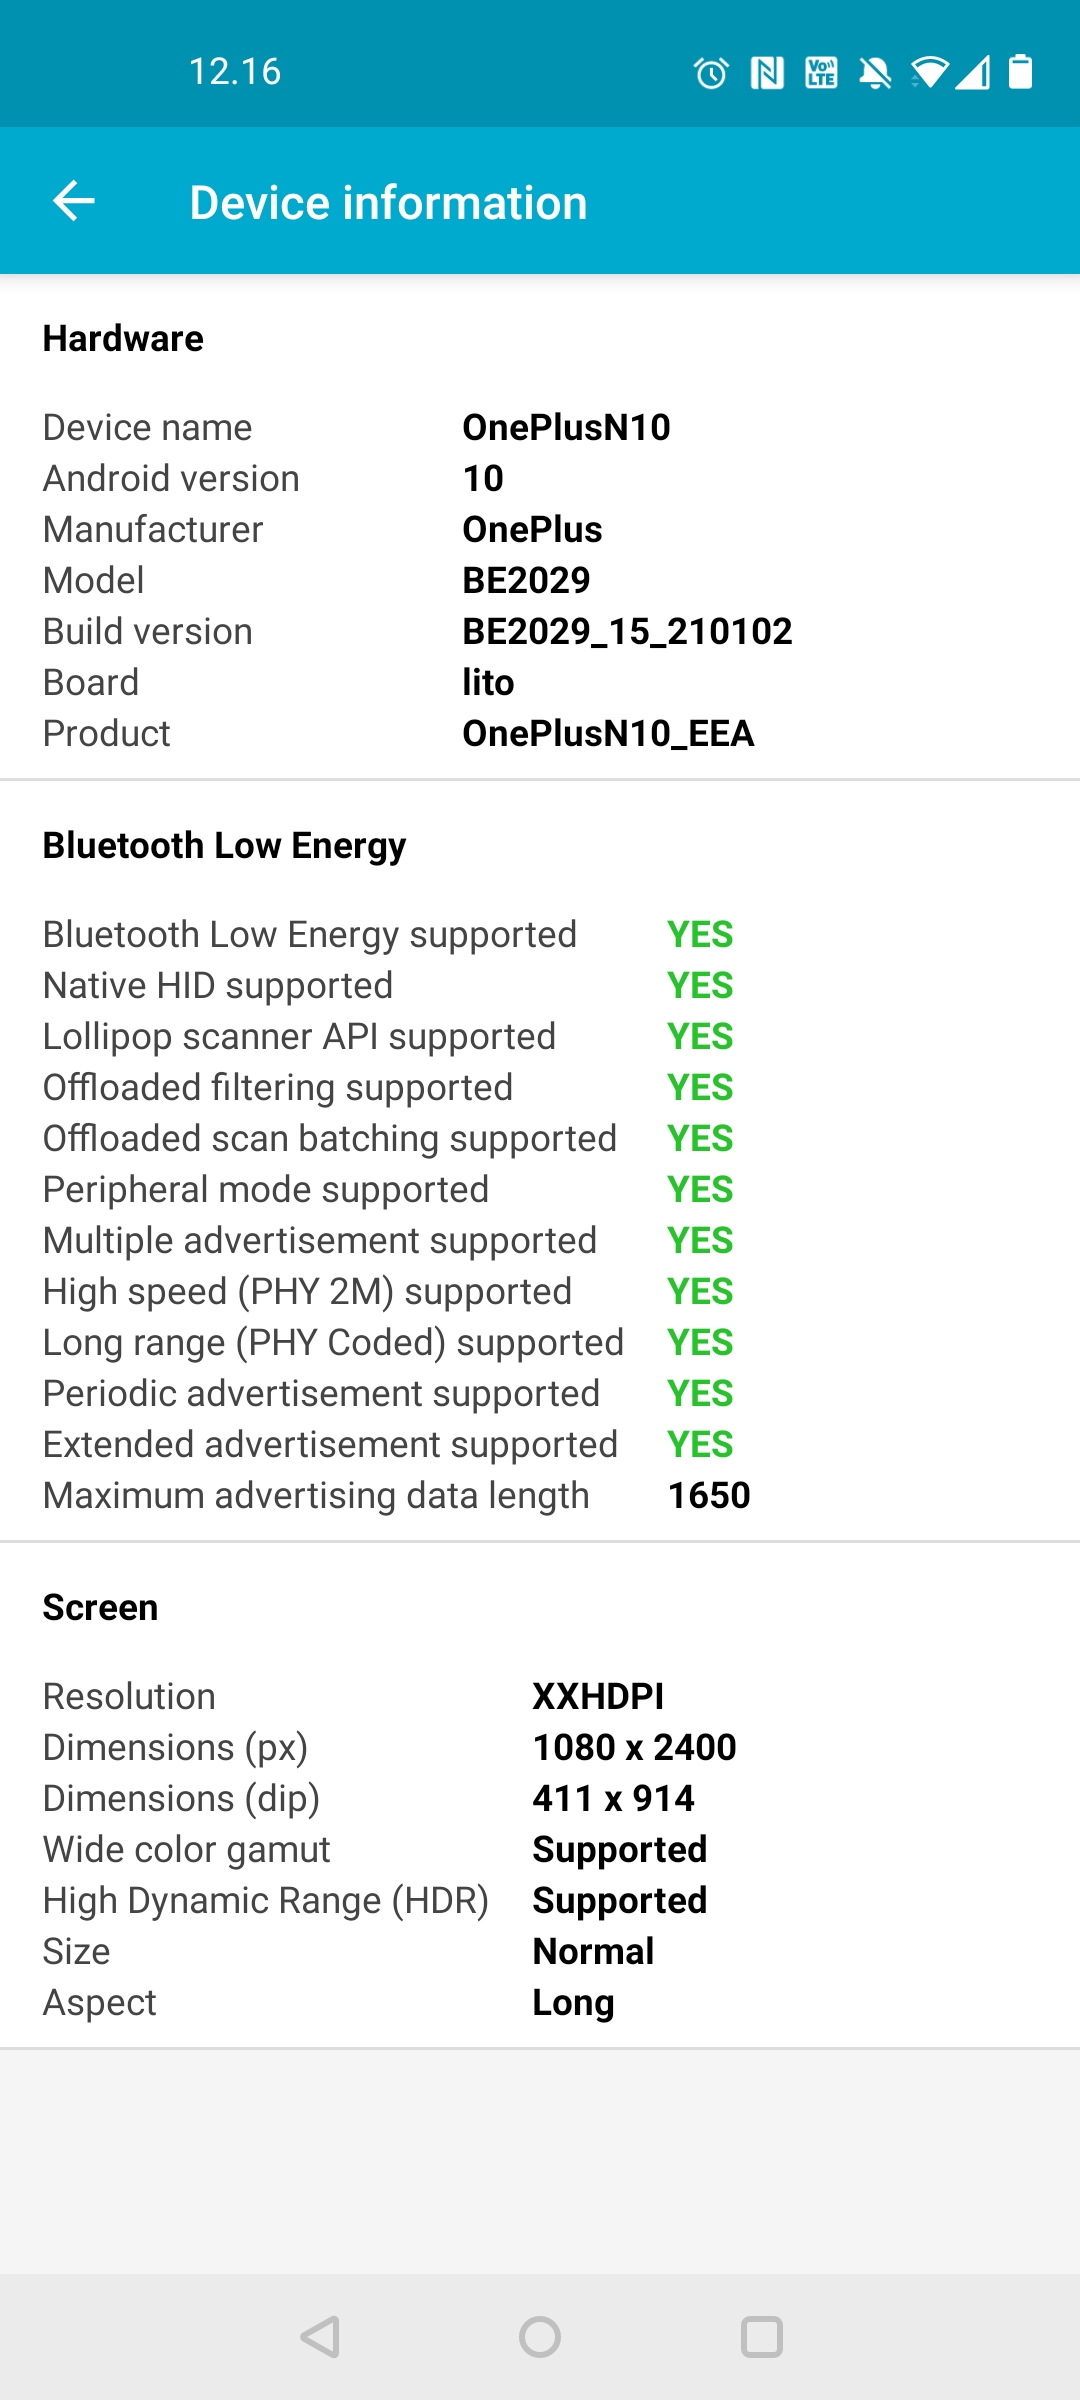 12.16
Vo LTE
Device information
Hardware
Device name OnePlusN10
Android version 10
Manufacturer OnePlus
Model BE2029
Build version BE2029_15_210102
Board lito
Product OnePlusN10_EEA
Bluetooth Low Energy
Bluetooth Low Energy supported YES
Native HID supported YES
Lollipop scanner API supported YES
Offloaded filtering supported YES
Offloaded scan batching supported YES
Peripheral mode supported YES
Multiple advertisement supported YES
High speed (PHY 2M) supported YES
Long range (PHY Coded) supported YES
Periodic advertisement supported YES
Extended advertisement supported YES
Maximum advertising data length 1650
Screen
Resolution XXHDPI
Dimensions (px) 1080 x 2400
Dimensions (dip) 411 x 914
Wide color gamut Supported
High Dynamic Range (HDR) Supported
Size Normal
Aspect Long